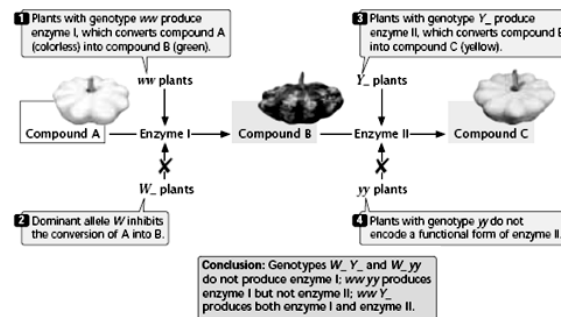 1 Plants with genotype ww produce
enzyme I, which converts compound A
(colorless) into compound B (green).
3 Plants with genotype Y_ produce
enzyme II, which converts compound B
into compound C (yellow).
ww plants
Y_ plants
Compound A
Enzyme I
Compound B
Enzyme II
Compound C
W_ plants
yy plants
2 Dominant allele W inhibits
the conversion of A into B.
4 Plants with genotype yy do not
encode a functional form of enzyme II.
Conclusion: Genotypes W_ Y_ and W_ yy
do not produce enzyme I; ww yy produces
enzyme I but not enzyme II; ww Y_
produces both enzyme I and enzyme II.